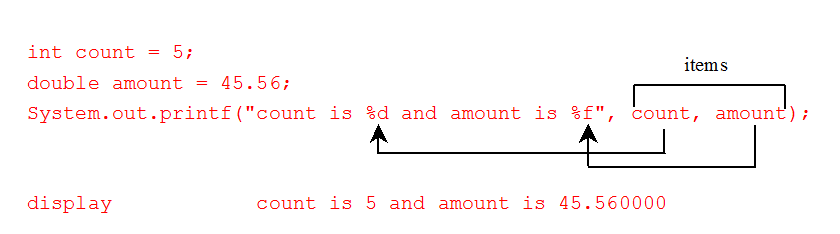 int count = 5;
double amount = 45.56;
items
System.out.printf("count is %d and amount is %f", count, amount);
display count is 5 and amount is 45.560000